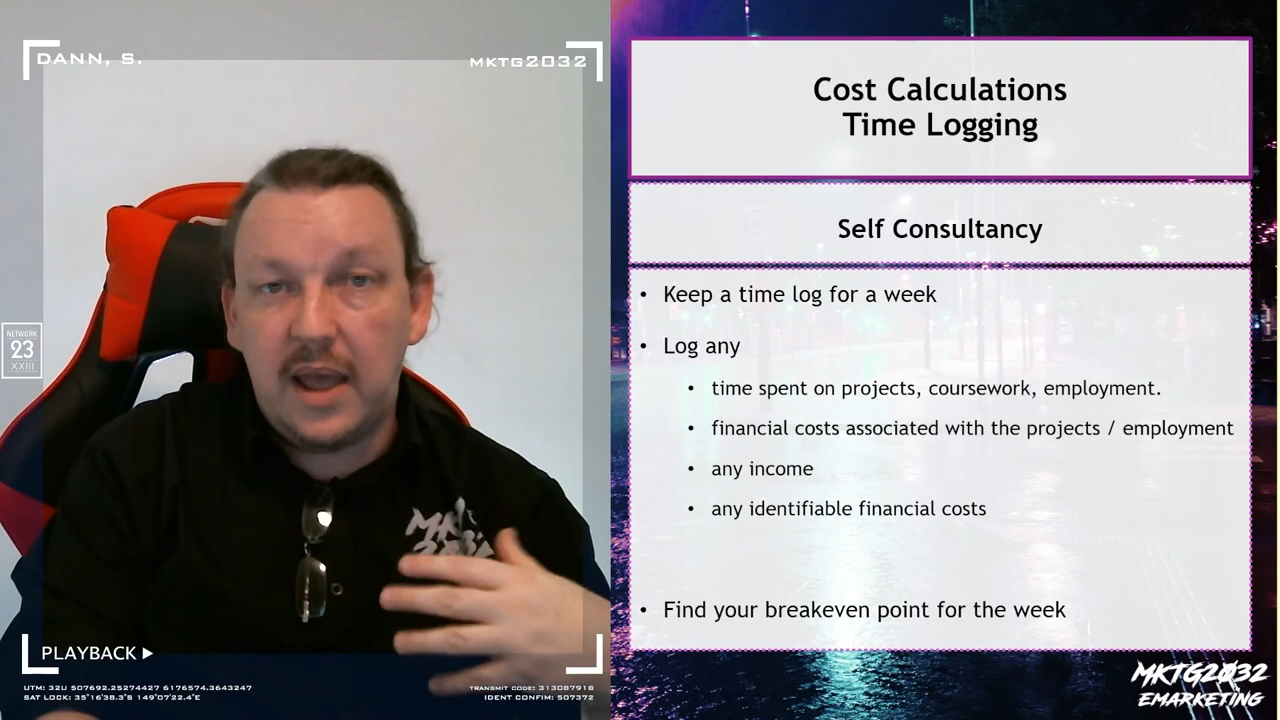 DANN, S.
MKTG2032
NETWORK
23
XXIII
PLAYBACK
UTM: 32U 507692.25274427 6176574.3643247
SAT LOCK: 35°16'38.3"S 149°07'22.4"E
TRANSMIT CODE: 313087918
IDENT CONFIM: 507372
Cost Calculations
Time Logging
Self Consultancy
• Keep a time log for a week
• Log any
• time spent on projects, coursework, employment.
• financial costs associated with the projects / employment
• any income
• any identifiable financial costs
• Find your breakeven point for the week
MKTG2032
EMARKETING